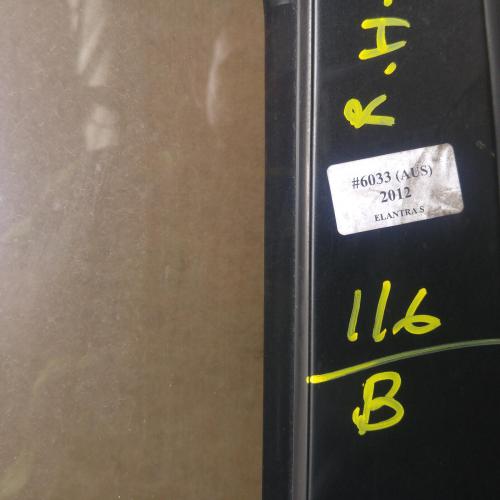 R.H.
#6033 (AUS)
2012
ELANTRA S
116
B